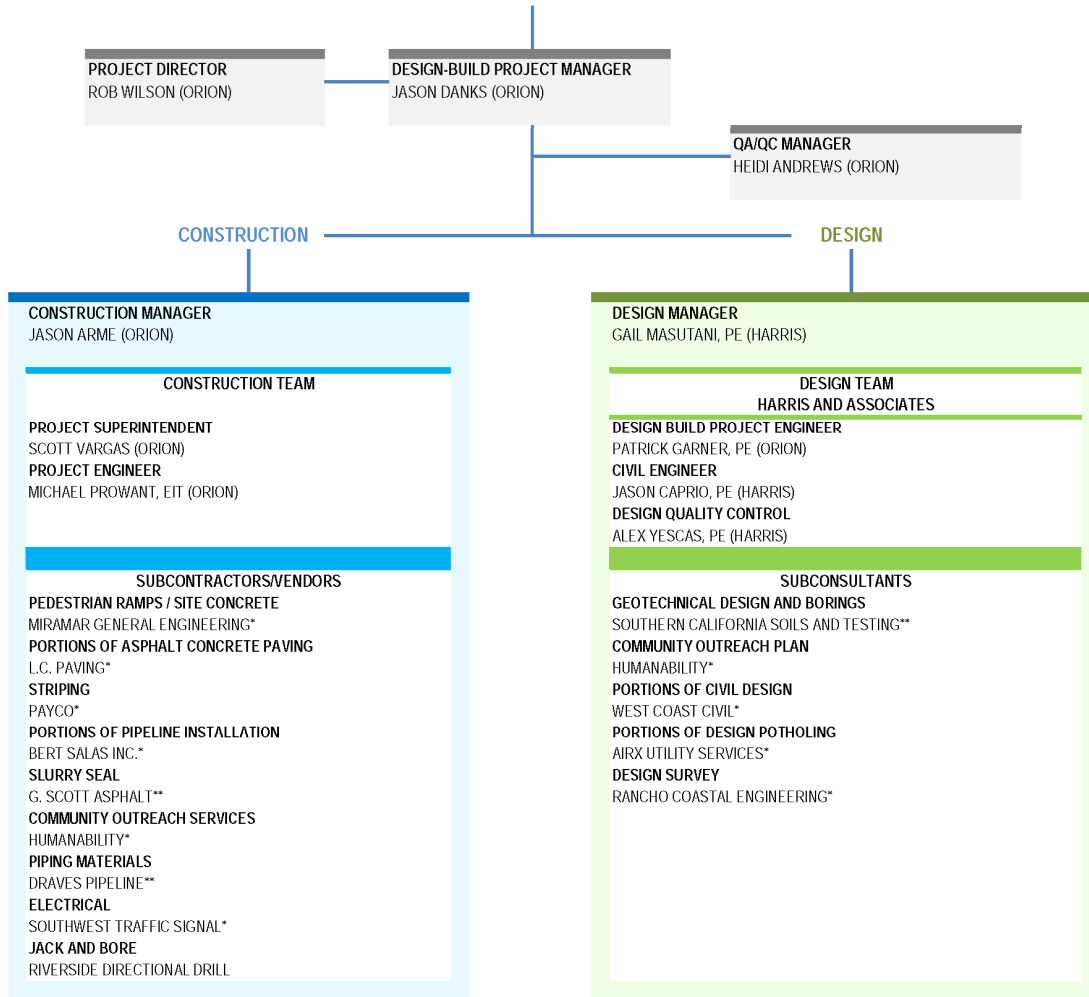 PROJECT DIRECTOR
ROB WILSON (ORION)
DESIGN-BUILD PROJECT MANAGER
JASON DANKS (ORION)
QA/QC MANAGER
HEIDI ANDREWS (ORION)
CONSTRUCTION
DESIGN
CONSTRUCTION MANAGER
JASON ARME (ORION)
CONSTRUCTION TEAM
PROJECT SUPERINTENDENT
SCOTT VARGAS (ORION)
PROJECT ENGINEER
MICHAEL PROWANT, EIT (ORION)
SUBCONTRACTORS/VENDORS
PEDESTRIAN RAMPS / SITE CONCRETE
MIRAMAR GENERAL ENGINEERING*
PORTIONS OF ASPHALT CONCRETE PAVING
L.C. PAVING*
STRIPING
PAYCO*
PORTIONS OF PIPELINE INSTALLATION
BERT SALAS INC.*
SLURRY SEAL
G. SCOTT ASPHALT**
COMMUNITY OUTREACH SERVICES
HUMANABILITY*
PIPING MATERIALS
DRAVES PIPELINE**
ELECTRICAL
SOUTHWEST TRAFFIC SIGNAL*
JACK AND BORE
RIVERSIDE DIRECTIONAL DRILL
DESIGN MANAGER
GAIL MASUTANI, PE (HARRIS)
DESIGN TEAM
HARRIS AND ASSOCIATES
DESIGN BUILD PROJECT ENGINEER
PATRICK GARNER, PE (ORION)
CIVIL ENGINEER
JASON CAPRIO, PE (HARRIS)
DESIGN QUALITY CONTROL
ALEX YESCAS, PE (HARRIS)
SUBCONSULTANTS
GEOTECHNICAL DESIGN AND BORINGS
SOUTHERN CALIFORNIA SOILS AND TESTING**
COMMUNITY OUTREACH PLAN
HUMANABILITY*
PORTIONS OF CIVIL DESIGN
WEST COAST CIVIL*
PORTIONS OF DESIGN POTHOLING
AIRX UTILITY SERVICES*
DESIGN SURVEY
RANCHO COASTAL ENGINEERING*